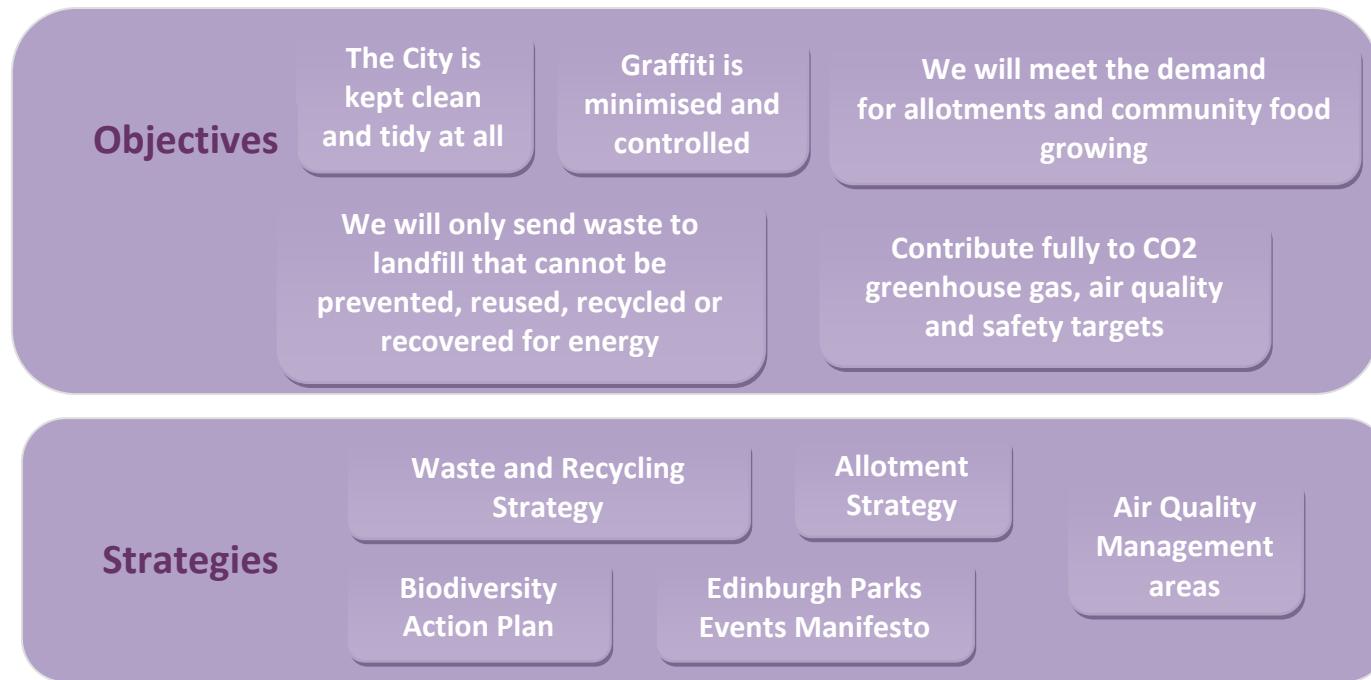 Objectives
The City is
kept clean
and tidy at all
Graffiti is
minimised and
controlled
We will meet the demand
for allotments and community food
growing
We will only send waste to
landfill that cannot be
prevented, reused, recycled or
recovered for energy
Contribute fully to CO2
greenhouse gas, air quality
and safety targets
Strategies
Waste and Recycling
Strategy
Allotment
Strategy
Air Quality
Management
areas
Biodiversity
Action Plan
Edinburgh Parks
Events Manifesto